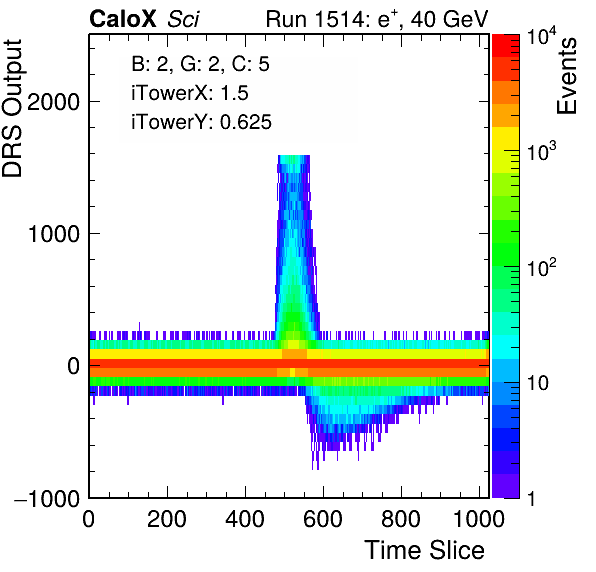 CaloX Sci Run 1514: e⁺, 40 GeV
B: 2, G: 2, C: 5
iTowerX: 1.5
iTowerY: 0.625
DRS Output
2000
1000
0
−1000
0 200 400 600 800 1000
Time Slice
Events
10⁴
10³
10²
10
1